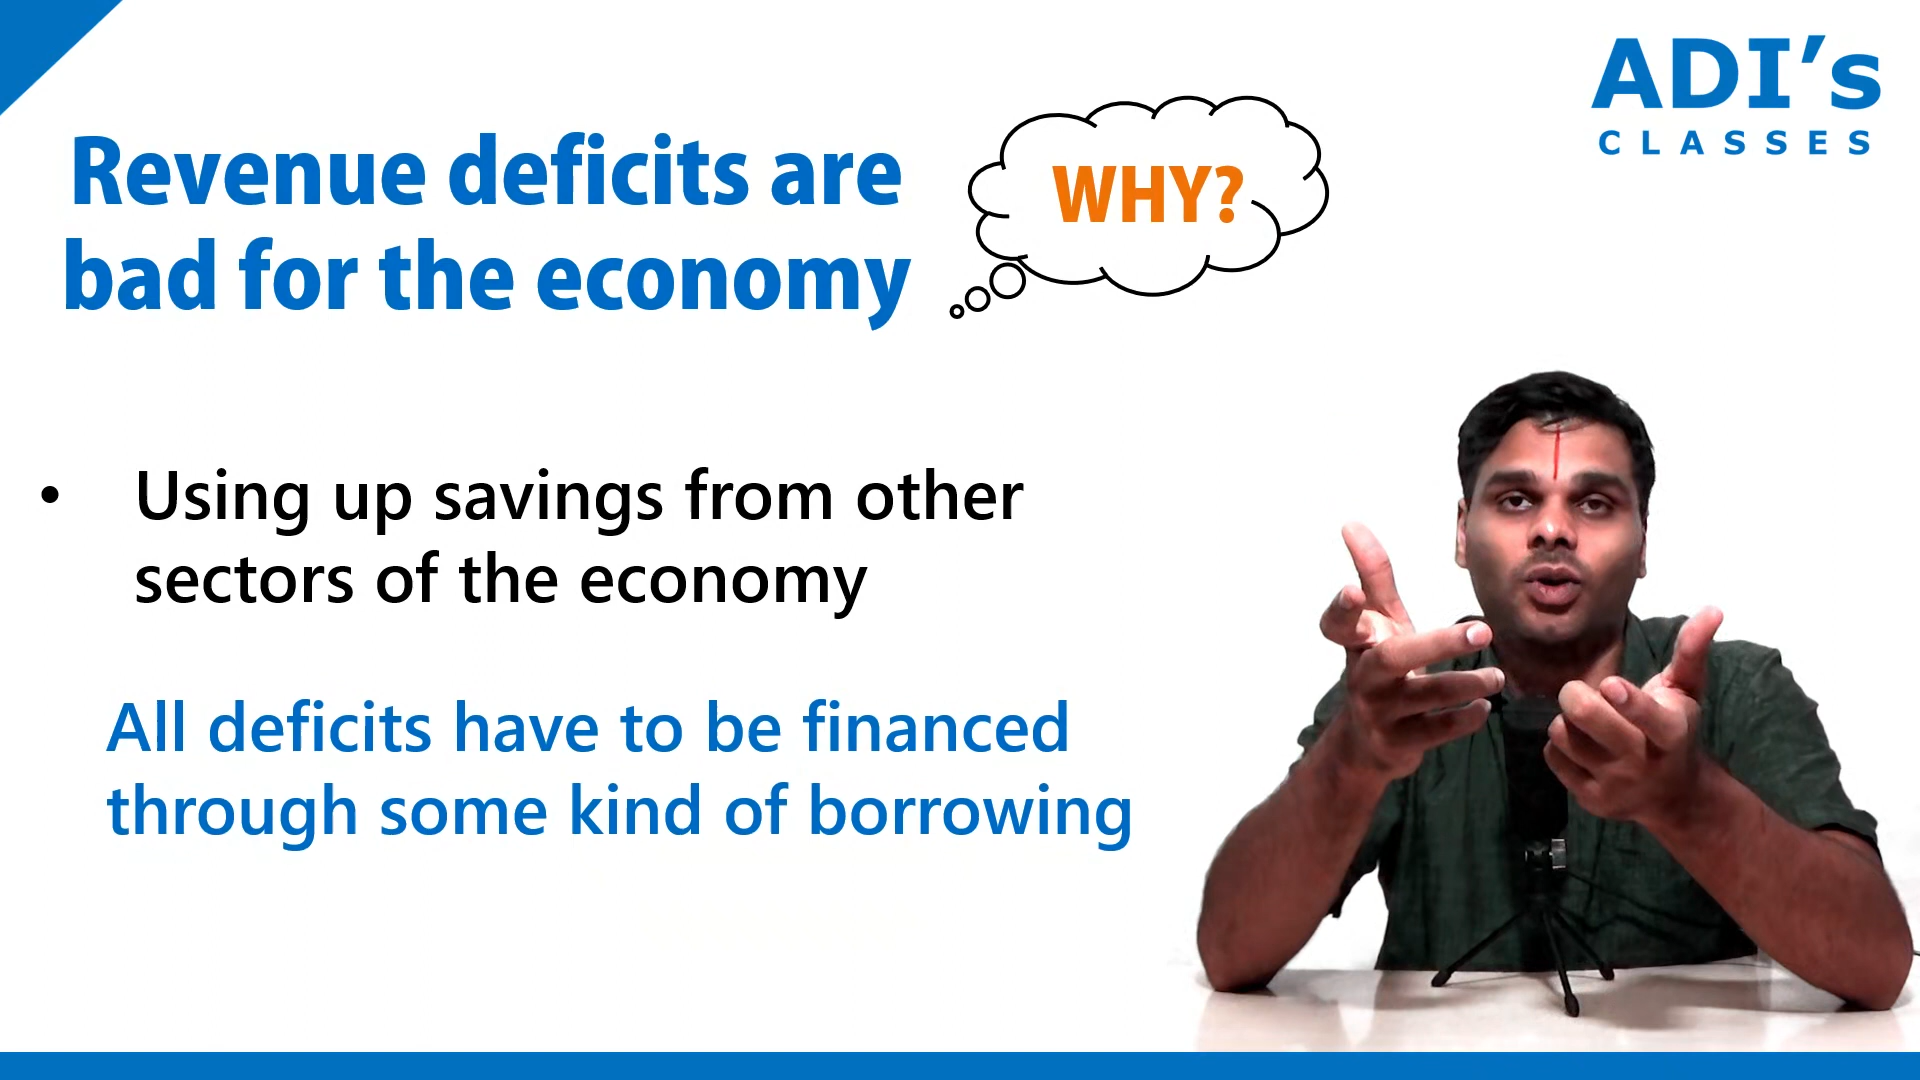 ADI's
CLASSES
Revenue deficits are
bad for the economy
WHY?
• Using up savings from other
sectors of the economy
All deficits have to be financed
through some kind of borrowing